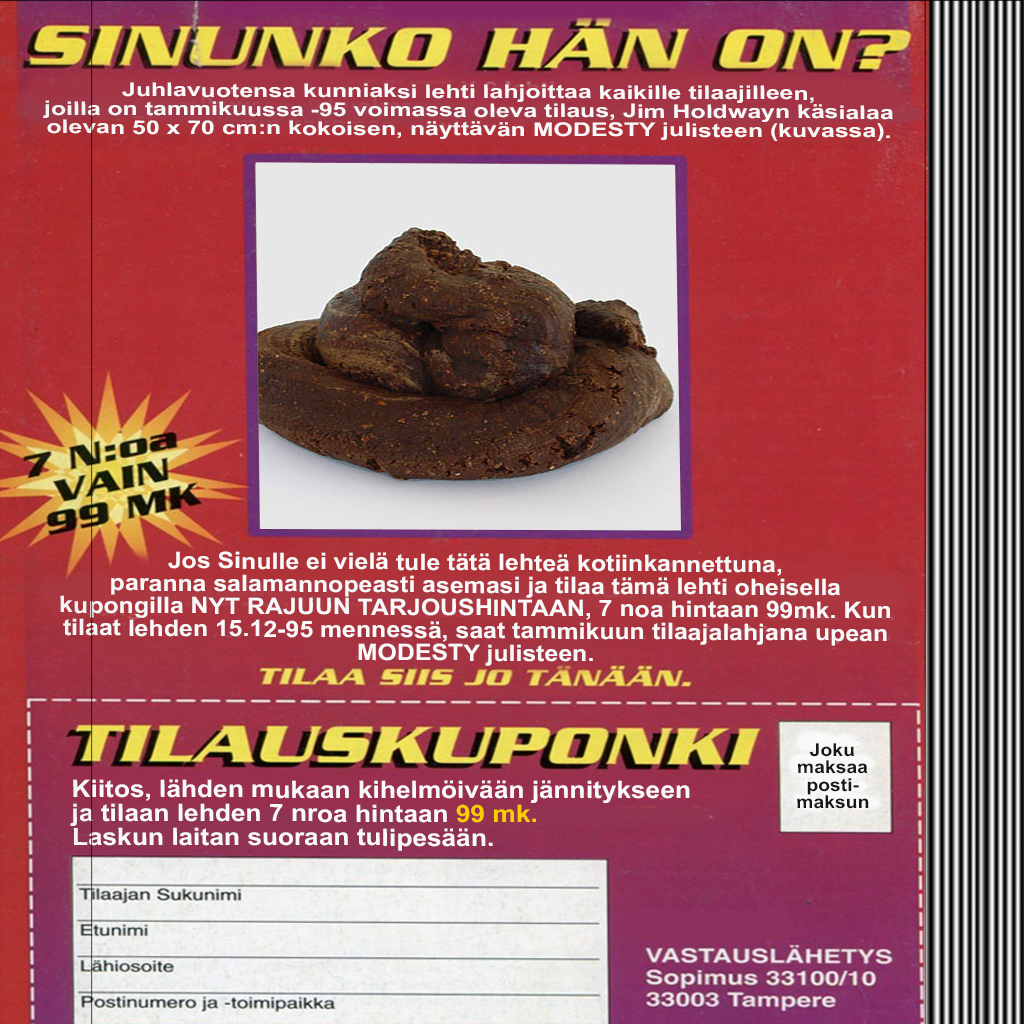 SINUNKO HÄN ON?
Juhlavuotensa kunniaksi lehti lahjoittaa kaikille tilaajilleen,
joilla on tammikuussa -95 voimassa oleva tilaus, Jim Holdwayn käsialaa
olevan 50 x 70 cm:n kokoisen, näyttävän MODESTY julisteen (kuvassa).
7 N:oa
VAIN
99 MK
Jos Sinulle ei vielä tule tätä lehteä kotiinkannettuna,
paranna salamannopeasti asemasi ja tilaa tämä lehti oheisella
kupongilla NYT RAJUUN TARJOUSHINTAAN, 7 noa hintaan 99mk. Kun
tilaat lehden 15.12-95 mennessä, saat tammikuun tilaajalahjana upean
MODESTY julisteen.
TILAA SIIS JO TÄNÄÄN.
TILAUSKUPONKI
Joku
maksaa
posti-
maksun
Kiitos, lähden mukaan kihelmöivään jännitykseen
ja tilaan lehden 7 nroa hintaan 99 mk.
Laskun laitan suoraan tulipesään.
Tilaajan Sukunimi
Etunimi
Lähiosoite
Postinumero ja -toimipaikka
VASTAUSLÄHETYS
Sopimus 33100/10
33003 Tampere